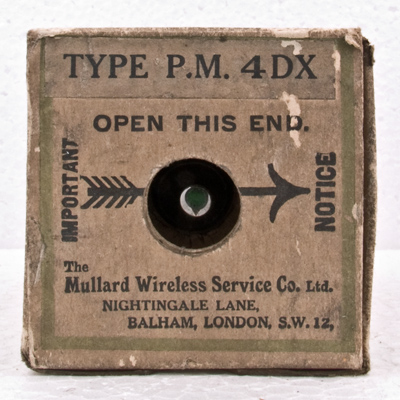 TYPE P.M. 4DX
OPEN THIS END.
IMPORTANT
NOTICE
The
Mullard Wireless Service Co. Ltd.
NIGHTINGALE LANE,
BALHAM, LONDON, S.W. 12,